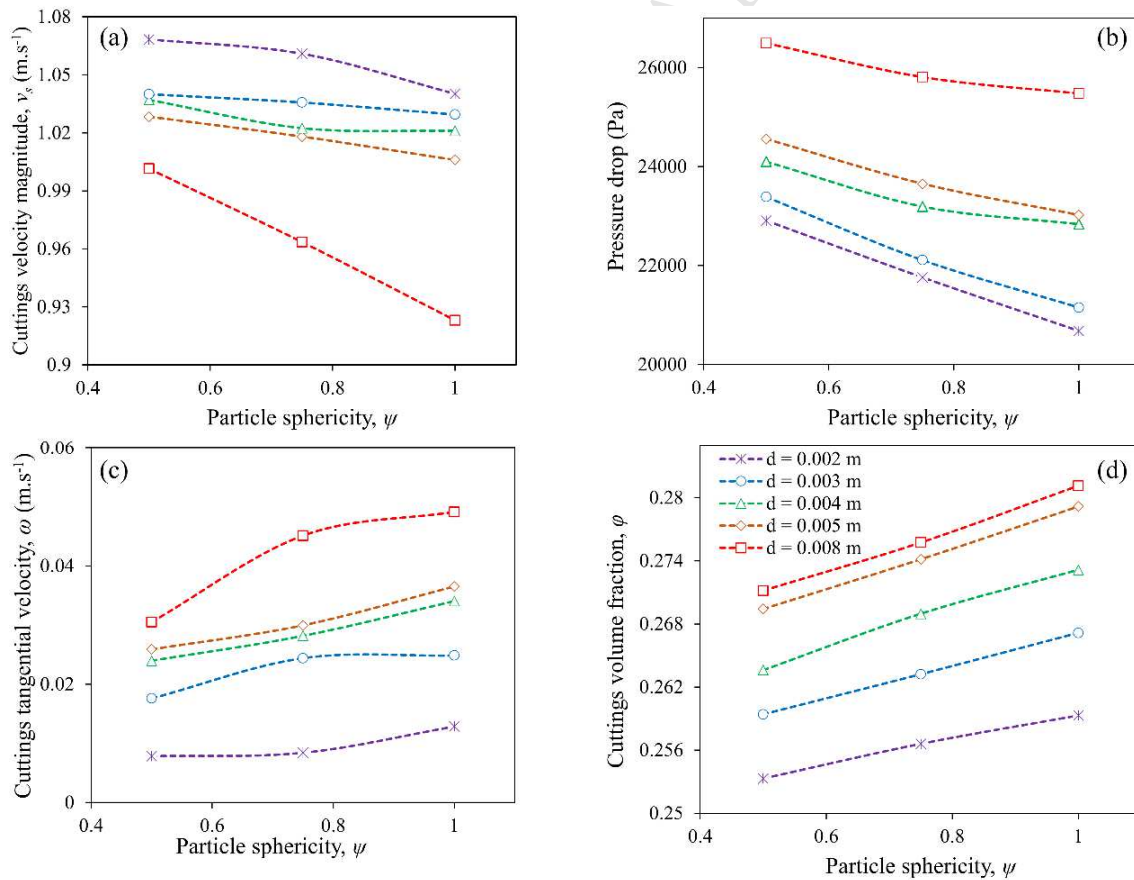 (a)
Cuttings velocity magnitude, vs (m.s-1)
1.08
1.05
1.02
0.99
0.96
0.93
0.9
0.4
0.6
0.8
1
Particle sphericity, ψ
(b)
Pressure drop (Pa)
26000
24000
22000
20000
0.4
0.6
0.8
1
Particle sphericity, ψ
(c)
Cuttings tangential vclocity, ω (m.s-1)
0.06
0.04
0.02
0
0.4
0.6
0.8
1
Particle sphericity, ψ
(d)
d = 0.002 m
d = 0.003 m
d = 0.004 m
d = 0.005 m
d = 0.008 m
Cuttings volume fraction, φ
0.28
0.274
0.268
0.262
0.256
0.25
0.4
0.6
0.8
1
Particle sphericity, ψ